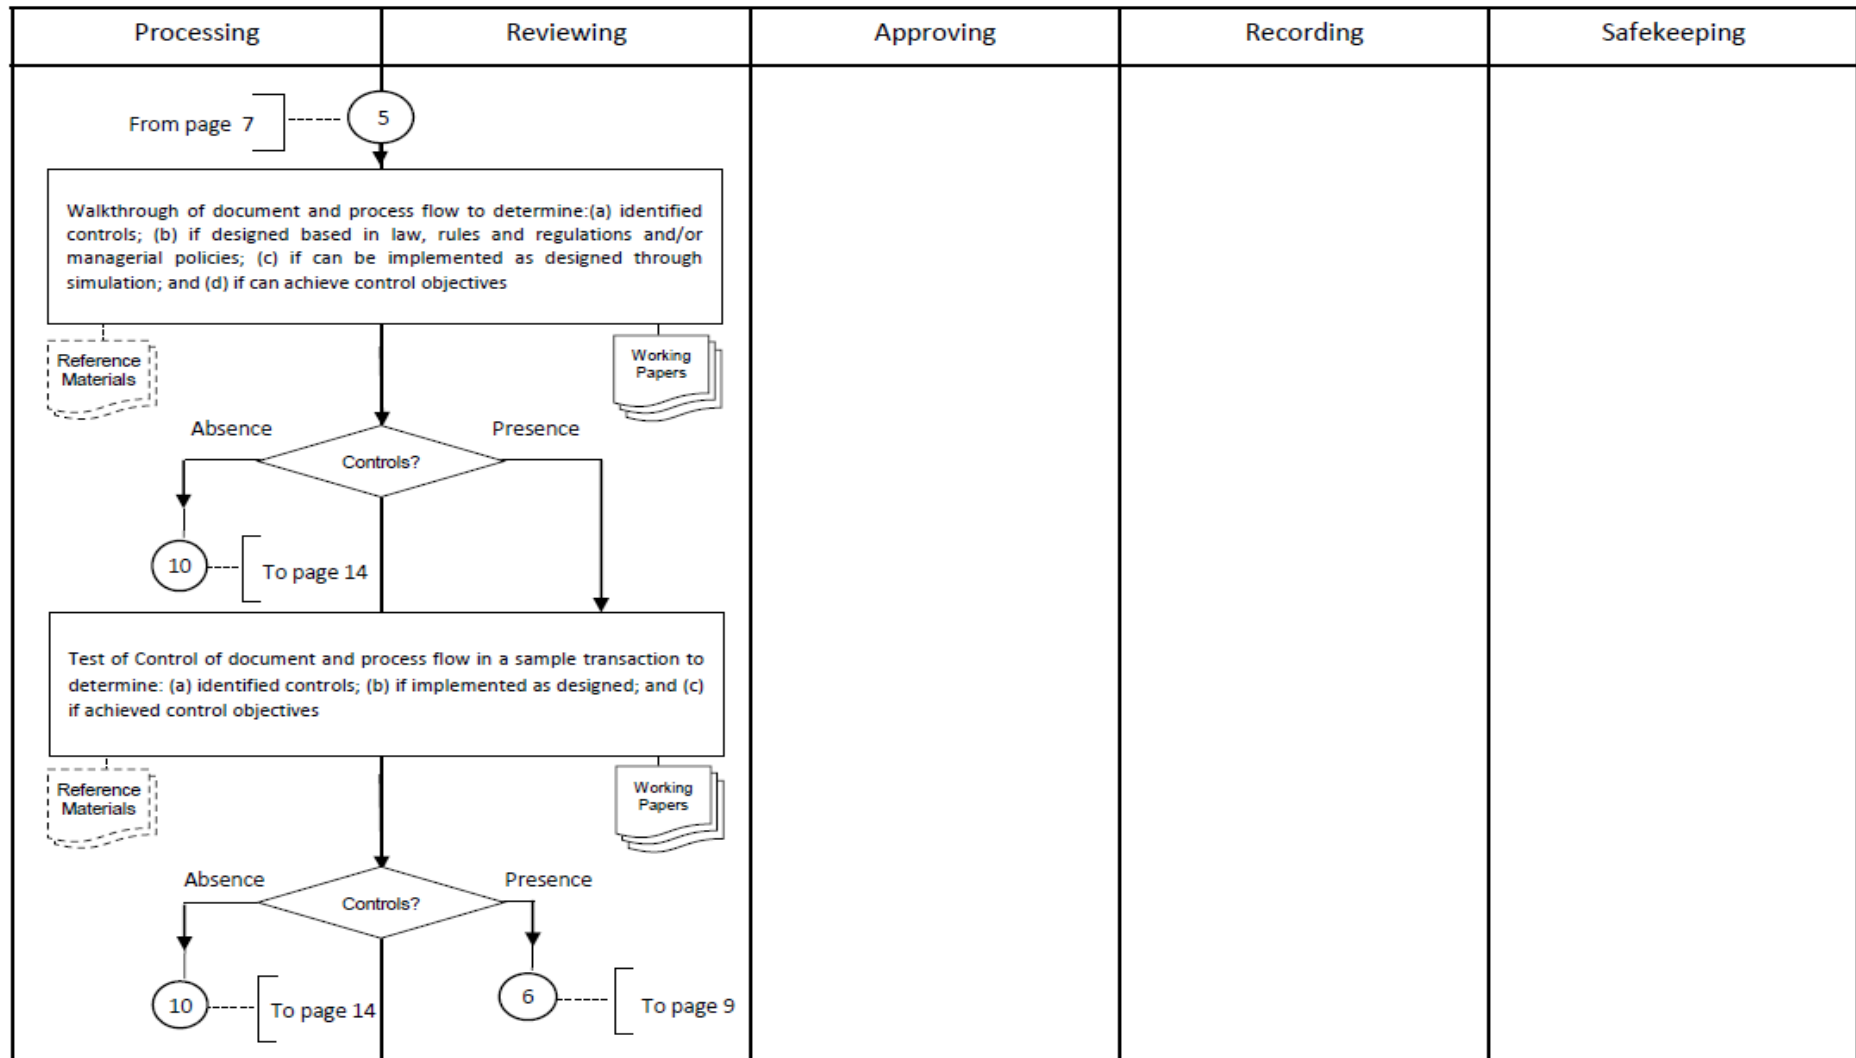 Processing
Reviewing
Approving
Recording
Safekeeping
From page 7
5
Walkthrough of document and process flow to determine:(a) identified
controls; (b) if designed based in law, rules and regulations and/or
managerial policies; (c) if can be implemented as designed through
simulation; and (d) if can achieve control objectives
Reference
Materials
Working
Papers
Absence
Presence
Controls?
10
To page 14
Test of Control of document and process flow in a sample transaction to
determine: (a) identified controls; (b) if implemented as designed; and (c)
if achieved control objectives
Reference
Materials
Working
Papers
Absence
Presence
Controls?
10
To page 14
6
To page 9